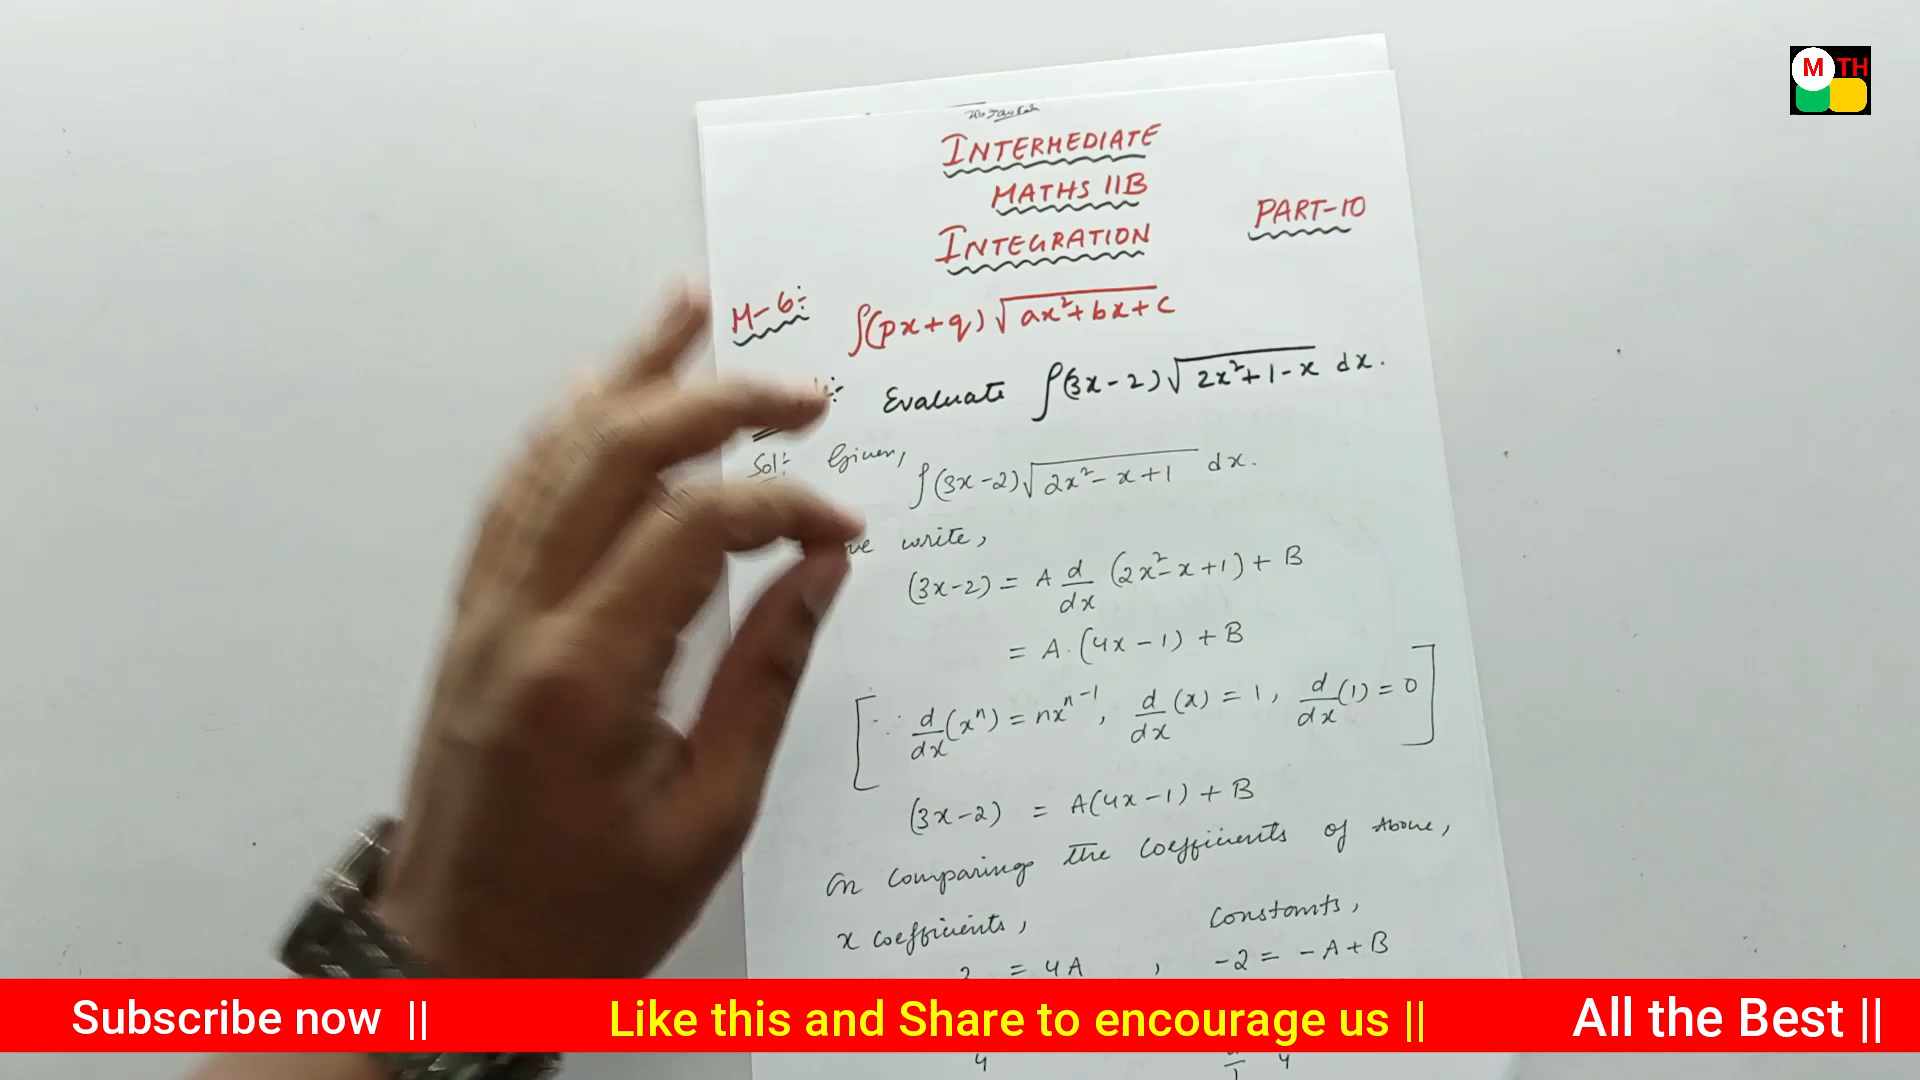 M TH
INTERMEDIATE
MATHS IIB
INTEGRATION
PART-10
M-6:- ∫(px+q)√(ax²+bx+c)
Evaluate ∫(3x-2)√(2x²+1-x) dx.
Sol:- Given,
∫(3x-2)√(2x²-x+1) dx.
we write,
(3x-2) = A d/dx (2x²-x+1) + B
= A.(4x-1) + B
[∵ d/dx(xⁿ) = nxⁿ⁻¹, d/dx(x) = 1, d/dx(1) = 0]
(3x-2) = A(4x-1) + B
On comparing the coefficients of Above,
x coefficients, Constants,
= 4A , -2 = -A+B
Subscribe now || Like this and Share to encourage us || All the Best ||
4 4